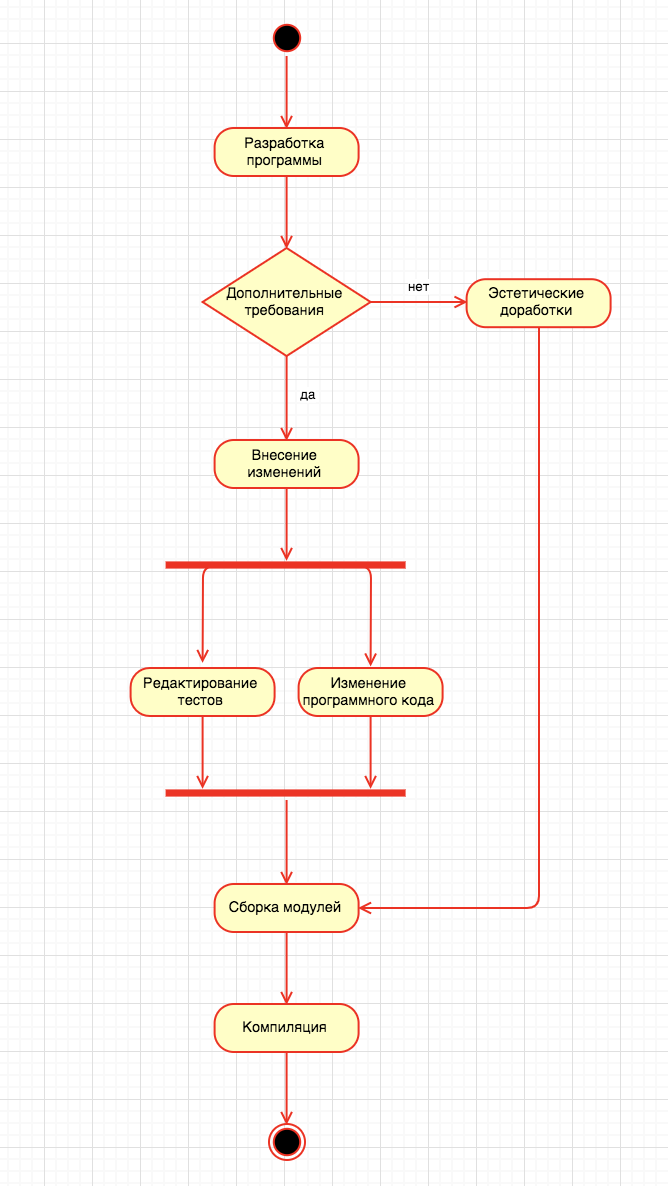 Разработка
программы
Дополнительные
требования
нет
Эстетические
доработки
да
Внесение
изменений
Редактирование
тестов
Изменение
программного кода
Сборка модулей
Компиляция